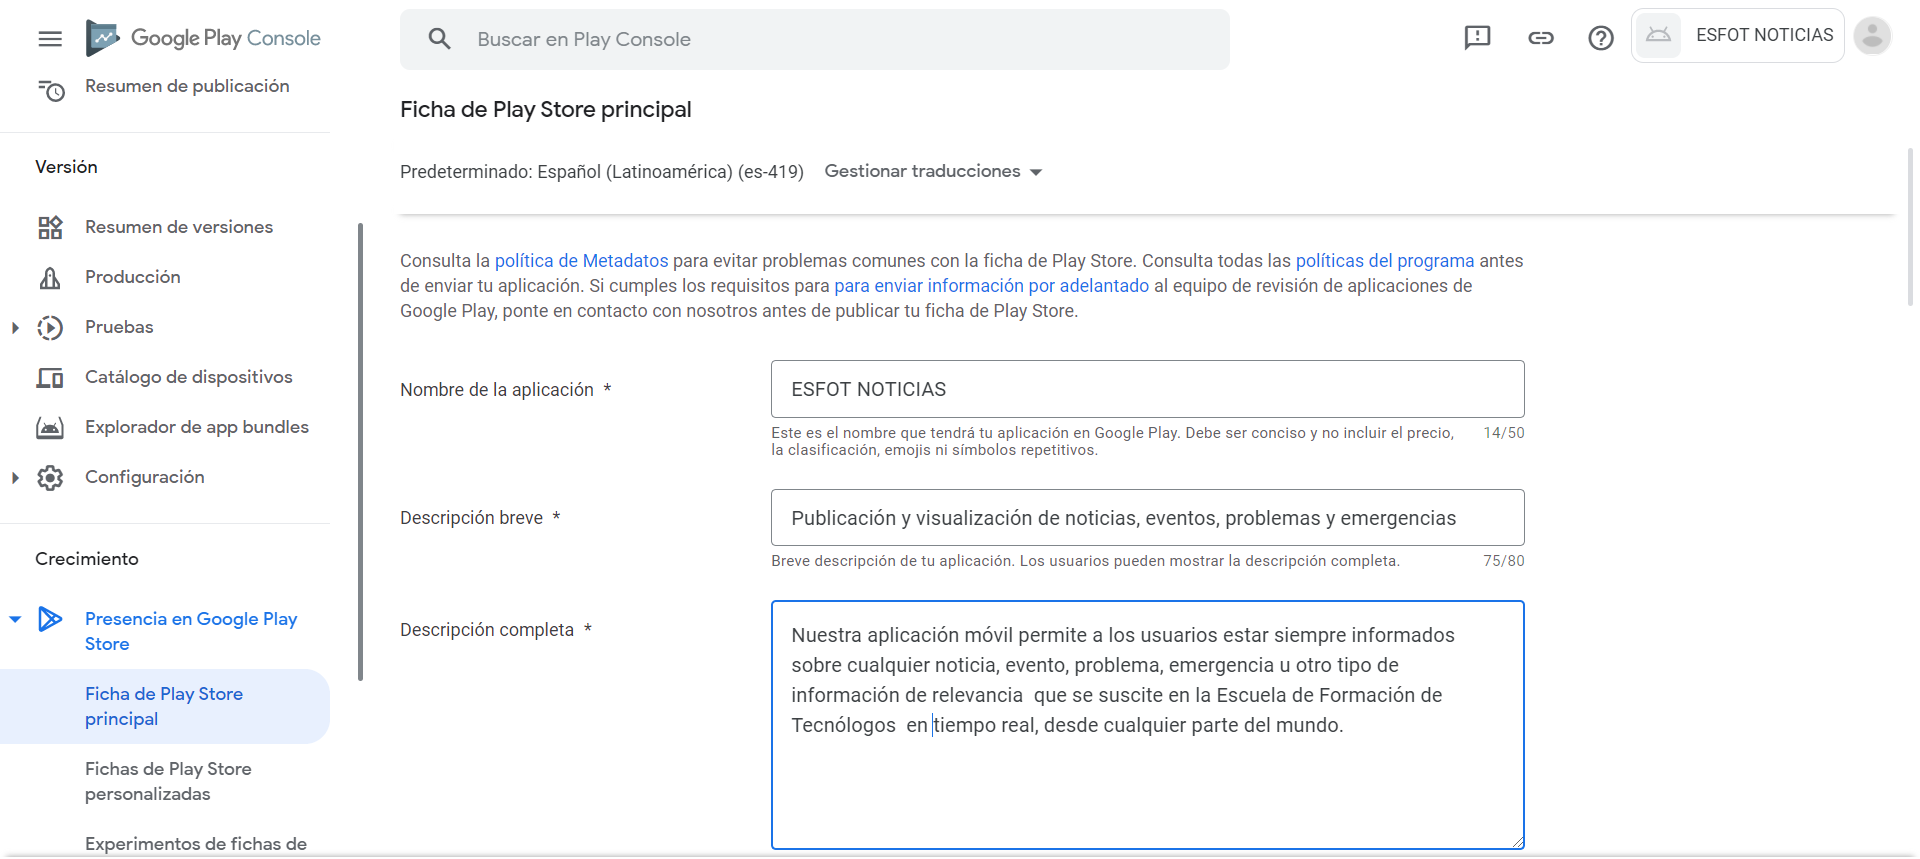 Google Play Console
Buscar en Play Console
ESFOT NOTICIAS
Resumen de publicación
Versión
Resumen de versiones
Producción
Pruebas
Catálogo de dispositivos
Explorador de app bundles
Configuración
Crecimiento
Presencia en Google Play
Store
Ficha de Play Store
principal
Fichas de Play Store
personalizadas
Experimentos de fichas de
Ficha de Play Store principal
Predeterminado: Español (Latinoamérica) (es-419) Gestionar traducciones
Consulta la política de Metadatos para evitar problemas comunes con la ficha de Play Store. Consulta todas las políticas del programa antes
de enviar tu aplicación. Si cumples los requisitos para para enviar información por adelantado al equipo de revisión de aplicaciones de
Google Play, ponte en contacto con nosotros antes de publicar tu ficha de Play Store.
Nombre de la aplicación *
ESFOT NOTICIAS
Este es el nombre que tendrá tu aplicación en Google Play. Debe ser conciso y no incluir el precio, 14/50
la clasificación, emojis ni símbolos repetitivos.
Descripción breve *
Publicación y visualización de noticias, eventos, problemas y emergencias
Breve descripción de tu aplicación. Los usuarios pueden mostrar la descripción completa. 75/80
Descripción completa *
Nuestra aplicación móvil permite a los usuarios estar siempre informados
sobre cualquier noticia, evento, problema, emergencia u otro tipo de
información de relevancia  que se suscite en la Escuela de Formación de
Tecnólogos  en tiempo real, desde cualquier parte del mundo.